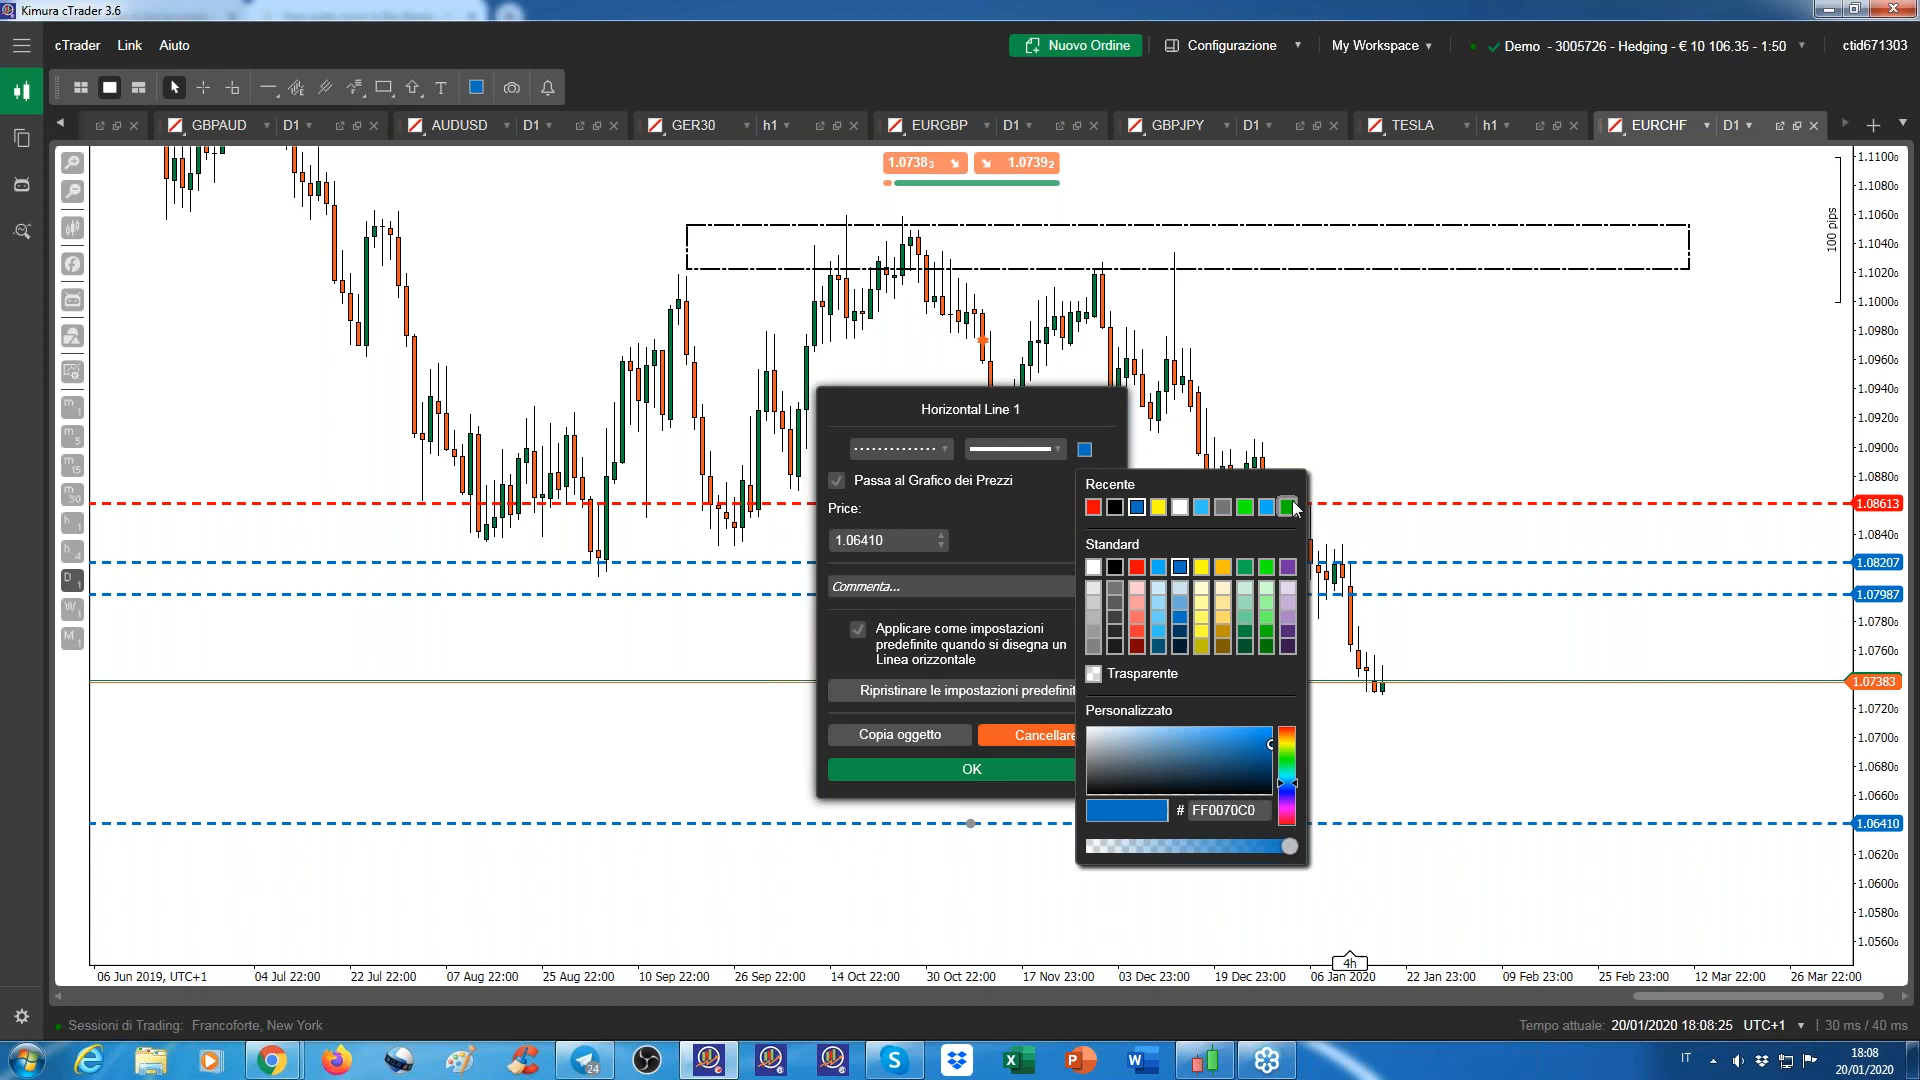 Kimura cTrader 3.6
cTrader Link Aiuto
Nuovo Ordine Configurazione My Workspace Demo - 3005726 - Hedging - € 10 106.35 - 1:50 ctid671303
GBPAUD D1 AUDUSD D1 GER30 h1 EURGBP D1 GBPJPY D1 TESLA h1 EURCHF D1
1.07383 1.07392
1.11000
1.10800
1.10600
1.10400
1.10200
1.10000
1.09800
1.09600
1.09400
1.09200
1.09000
1.08800
1.08613
1.08400
1.08207
1.07987
1.07800
1.07600
1.07383
1.07200
1.07000
1.06800
1.06600
1.06410
1.06200
1.06000
1.05800
1.05600
100 pips
m1
m5
m15
m30
h1
h4
D1
W1
M1
Horizontal Line 1
Passa al Grafico dei Prezzi
Price:
1.06410
Commenta...
Applicare come impostazioni
predefinite quando si disegna un
Linea orizzontale
Ripristinare le impostazioni predefinit
Copia oggetto Cancellare
OK
Recente
Standard
Trasparente
Personalizzato
# FF0070C0
4h
06 Jun 2019, UTC+1 04 Jul 22:00 22 Jul 22:00 07 Aug 22:00 25 Aug 22:00 10 Sep 22:00 26 Sep 22:00 14 Oct 22:00 30 Oct 22:00 17 Nov 23:00 03 Dec 23:00 19 Dec 23:00 06 Jan 2020 22 Jan 23:00 09 Feb 23:00 25 Feb 23:00 12 Mar 22:00 26 Mar 22:00
Sessioni di Trading: Francoforte, New York
Tempo attuale: 20/01/2020 18:08:25 UTC+1 30 ms / 40 ms
24
IT
18:08
20/01/2020